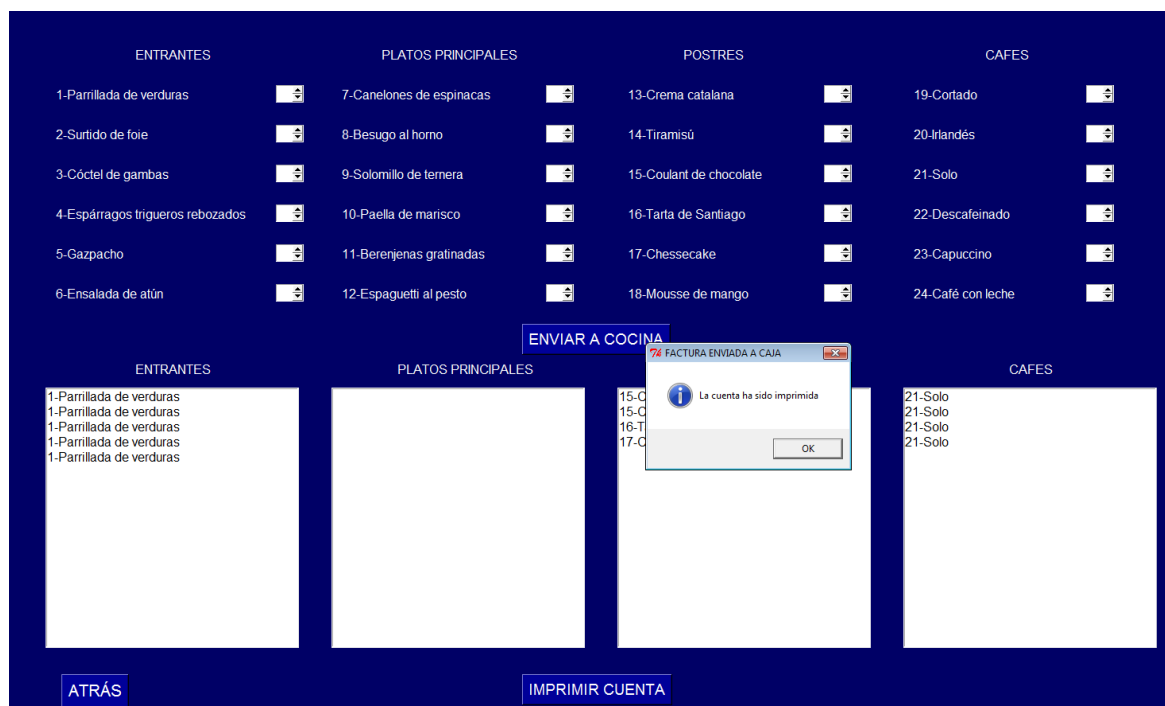 ENTRANTES PLATOS PRINCIPALES POSTRES CAFES
1-Parrillada de verduras 7-Canelones de espinacas 13-Crema catalana 19-Cortado
2-Surtido de foie 8-Besugo al horno 14-Tiramisú 20-Irlandés
3-Cóctel de gambas 9-Solomillo de ternera 15-Coulant de chocolate 21-Solo
4-Espárragos trigueros rebozados 10-Paella de marisco 16-Tarta de Santiago 22-Descafeinado
5-Gazpacho 11-Berenjenas gratinadas 17-Chessecake 23-Capuccino
6-Ensalada de atún 12-Espaguetti al pesto 18-Mousse de mango 24-Café con leche
ENVIAR A COCINA
FACTURA ENVIADA A CAJA
La cuenta ha sido imprimida
OK
ENTRANTES PLATOS PRINCIPALES CAFES
1-Parrillada de verduras 15-C 21-Solo
1-Parrillada de verduras 15-C 21-Solo
1-Parrillada de verduras 16-T 21-Solo
1-Parrillada de verduras 17-C 21-Solo
1-Parrillada de verduras
ATRÁS IMPRIMIR CUENTA